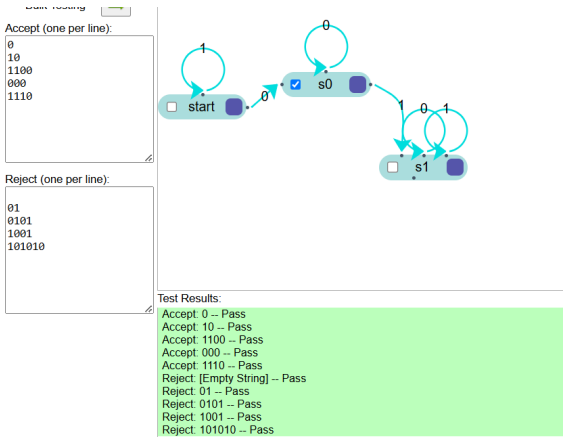 Bulk Testing
Accept (one per line):
0
10
1100
000
1110
Reject (one per line):
01
0101
1001
101010
1
start
0
0
s0
1
0
1
s1
Test Results:
Accept: 0 -- Pass
Accept: 10 -- Pass
Accept: 1100 -- Pass
Accept: 000 -- Pass
Accept: 1110 -- Pass
Reject: [Empty String] -- Pass
Reject: 01 -- Pass
Reject: 0101 -- Pass
Reject: 1001 -- Pass
Reject: 101010 -- Pass